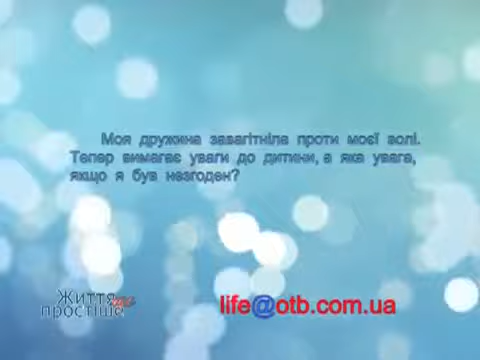 Моя дружина завагітніла проти моєї волі.
Тепер вимагає уваги до дитини, а яка увага,
якщо я був незгоден?
Життя
простіше
life@otb.com.ua